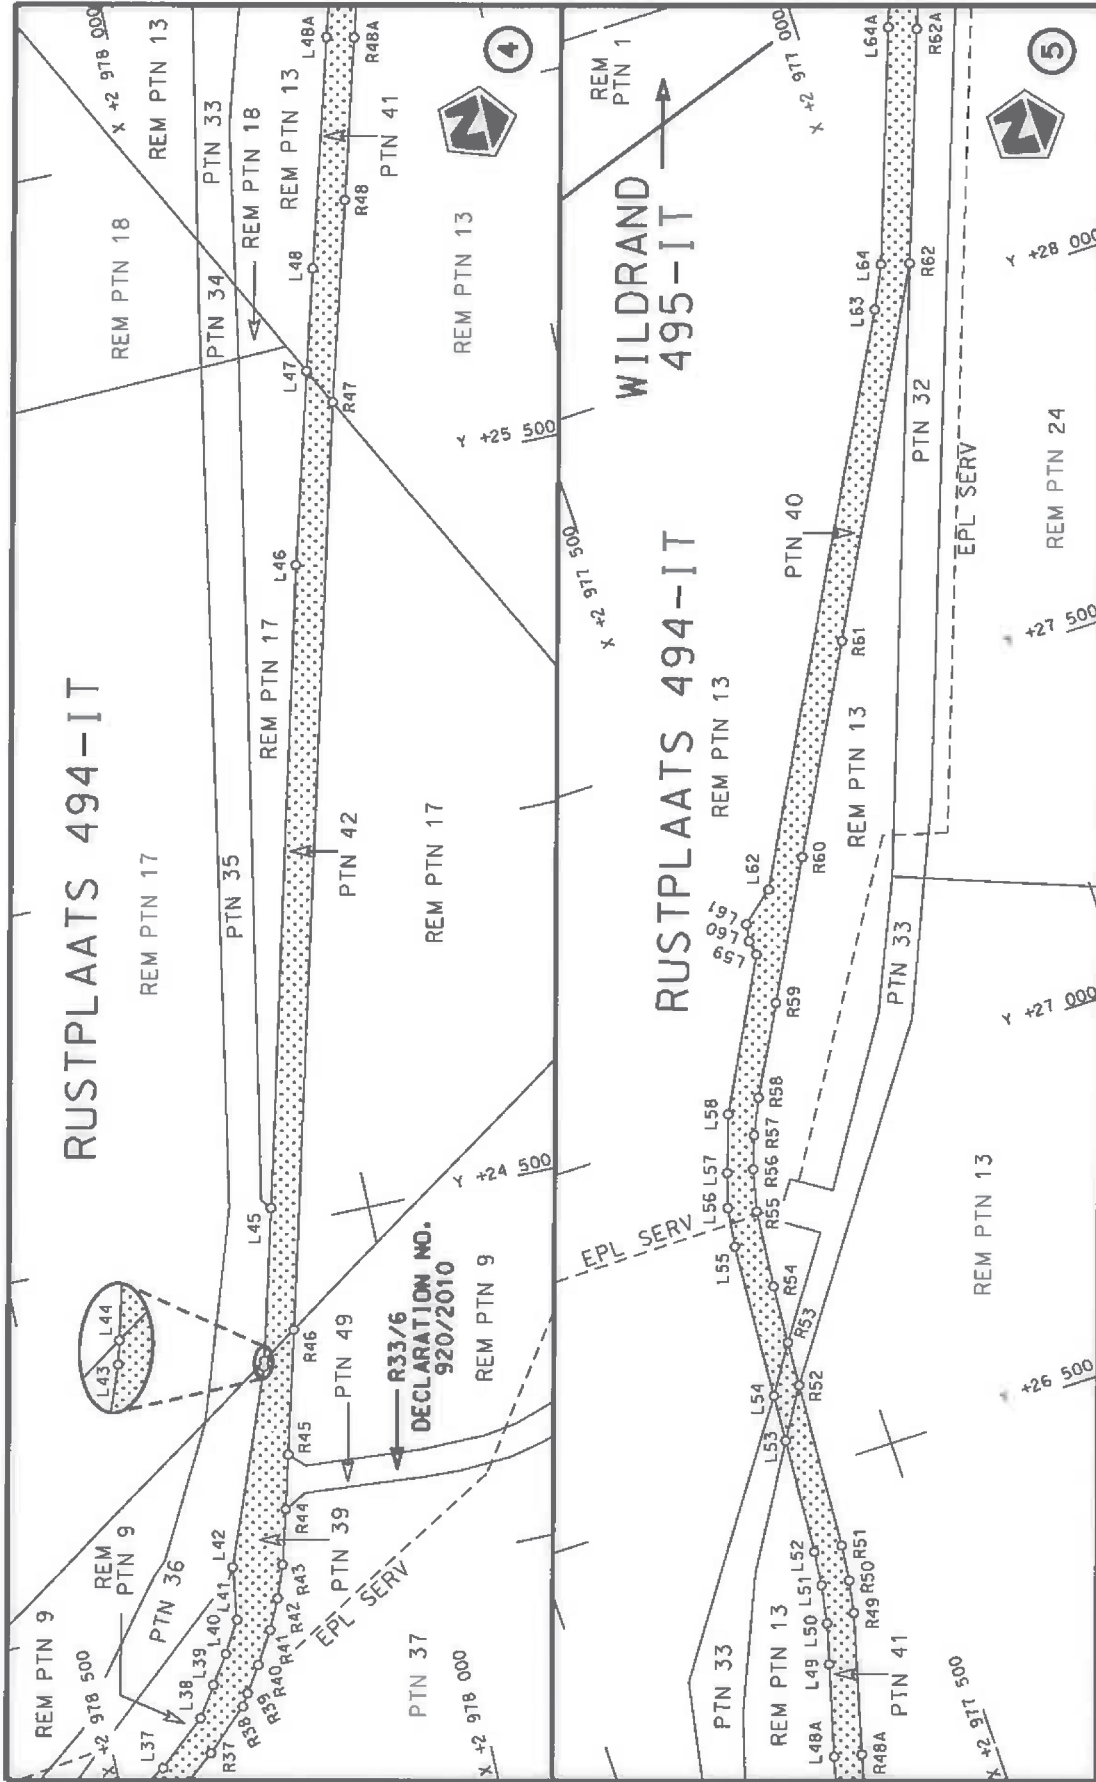 RUSTPLAATS 494-IT
REM PTN 9
X +2 978 500
REM
PTN 9
PTN 36
L37
L38
L39
L40
L41
L42
L43
L44
L45
L46
L47
L48
L48A
R37
R38
R39
R40
R41
R42
R43
R44
R45
R46
R47
R48
R48A
EPL SERV
PTN 37
X +2 978 000
PTN 39
PTN 49
R33/6
DECLARATION NO.
920/2010
REM PTN 9
Y +24 500
REM PTN 17
PTN 35
REM PTN 17
PTN 42
REM PTN 17
Y +25 500
REM PTN 18
PTN 34
REM PTN 18
PTN 33
REM PTN 13
X +2 978 000
REM PTN 13
PTN 41
REM PTN 13
4
RUSTPLAATS 494-IT
WILDRAND
495-IT
REM
PTN 1
X +2 977 000
X +2 977 500
EPL SERV
REM PTN 13
PTN 40
L48A
L49
L50
L51
L52
L53
L54
L55
L56
L57
L58
L59
L60
L61
L62
L63
L64
L64A
R48A
R49
R50
R51
R52
R53
R54
R55
R56
R57
R58
R59
R60
R61
R62
R62A
PTN 33
REM PTN 13
PTN 41
X +2 977 500
+26 500
REM PTN 13
Y +27 000
PTN 33
REM PTN 13
+27 500
PTN 32
EPL SERV
REM PTN 24
Y +28 000
5